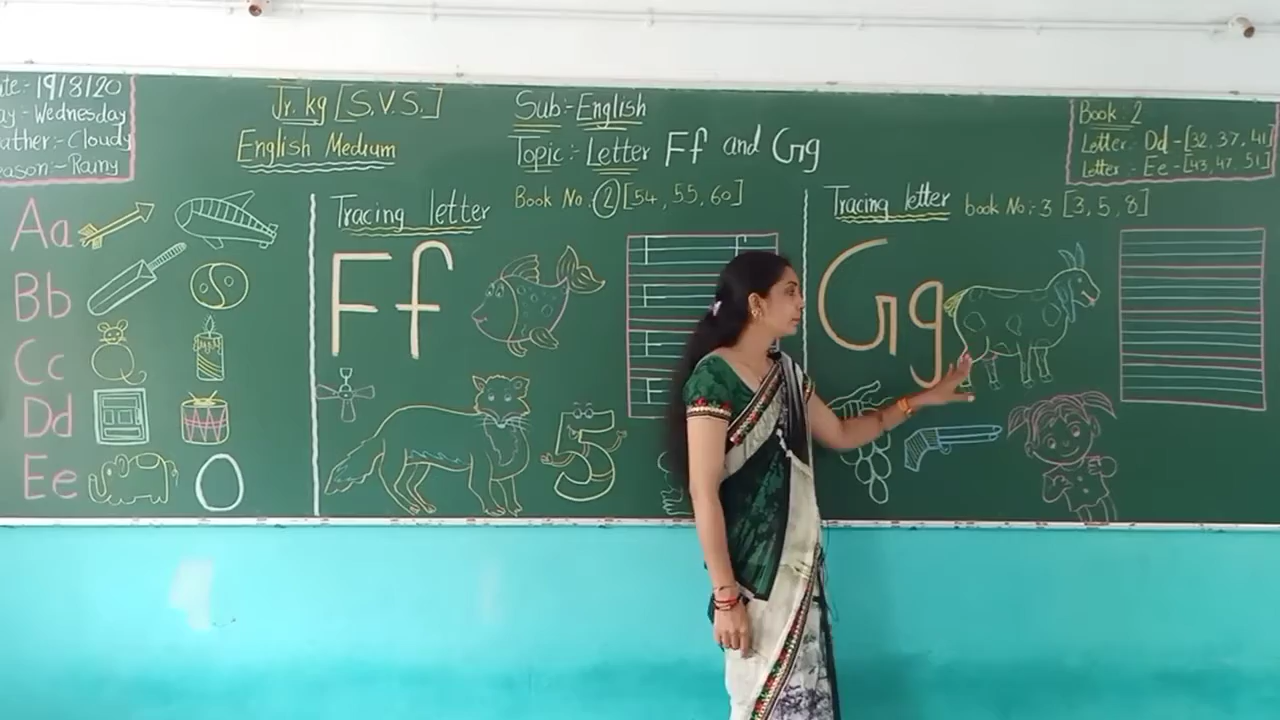 ate:- 19/8/20
ay - Wednesday
ather:- Cloudy
eason:- Rainy
Jr. kg [S.V.S.]
English Medium
Sub:- English
Topic:- Letter Ff and Gg
Book : 2
Letter:- Dd - [32, 37, 41]
Letter:- Ee - [43, 47, 51]
Aa
Bb
Cc
Dd
Ee
Tracing letter
Book No:- 2 [54, 55, 60]
Ff
5
Tracing letter
book No:- 3 [3, 5, 8]
Gg